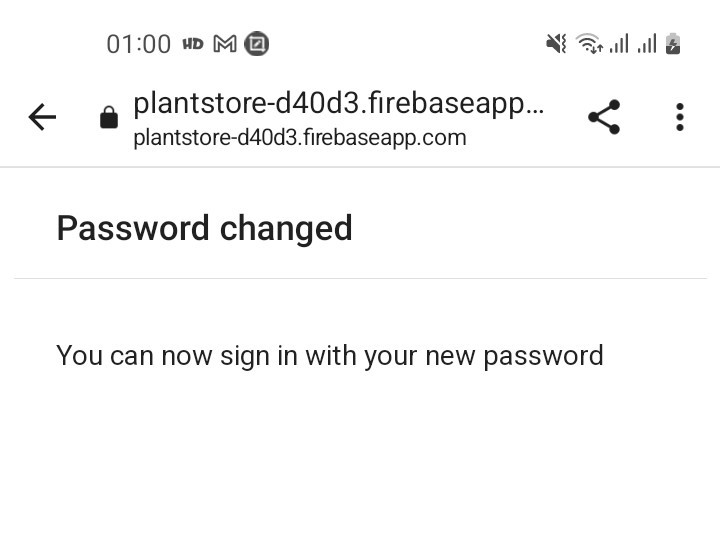 01:00 HD
plantstore-d40d3.firebaseapp...
plantstore-d40d3.firebaseapp.com
Password changed
You can now sign in with your new password